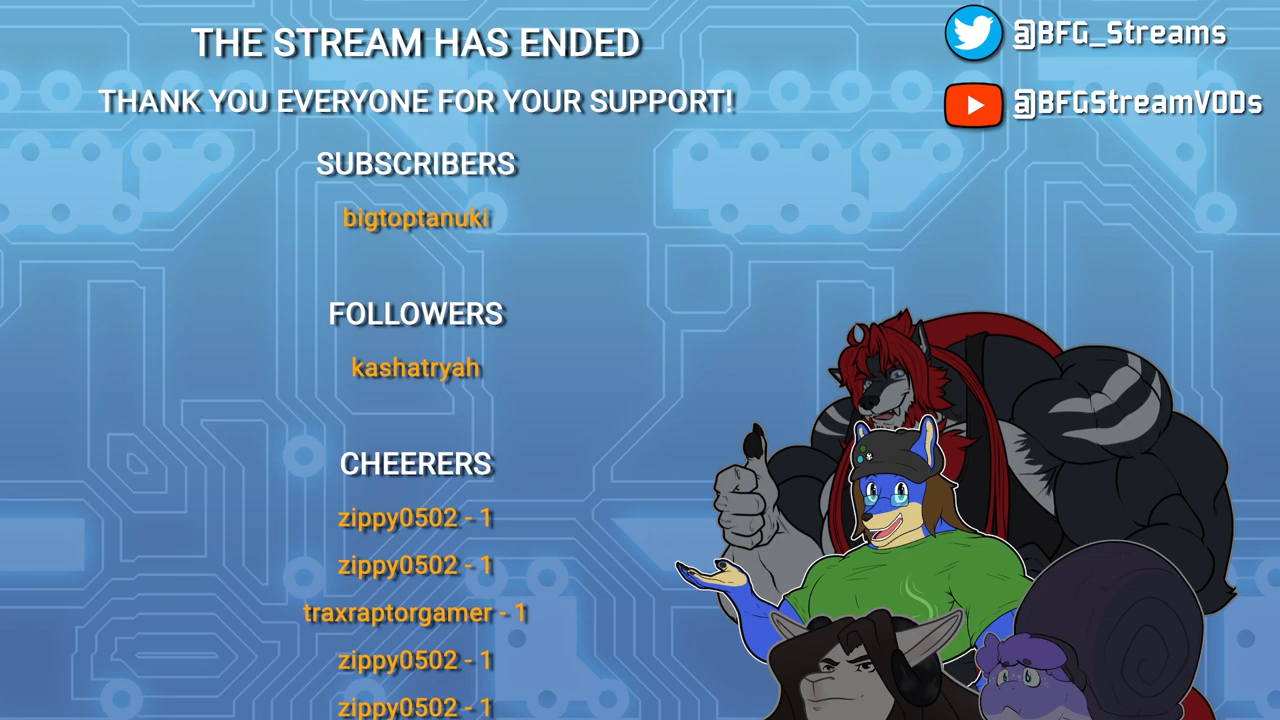 THE STREAM HAS ENDED
THANK YOU EVERYONE FOR YOUR SUPPORT!
SUBSCRIBERS
bigtoptanuki
FOLLOWERS
kashatryah
CHEERERS
zippy0502 - 1
zippy0502 - 1
traxraptorgamer - 1
zippy0502 - 1
zippy0502 - 1
@BFG_Streams
@BFGStreamVODs